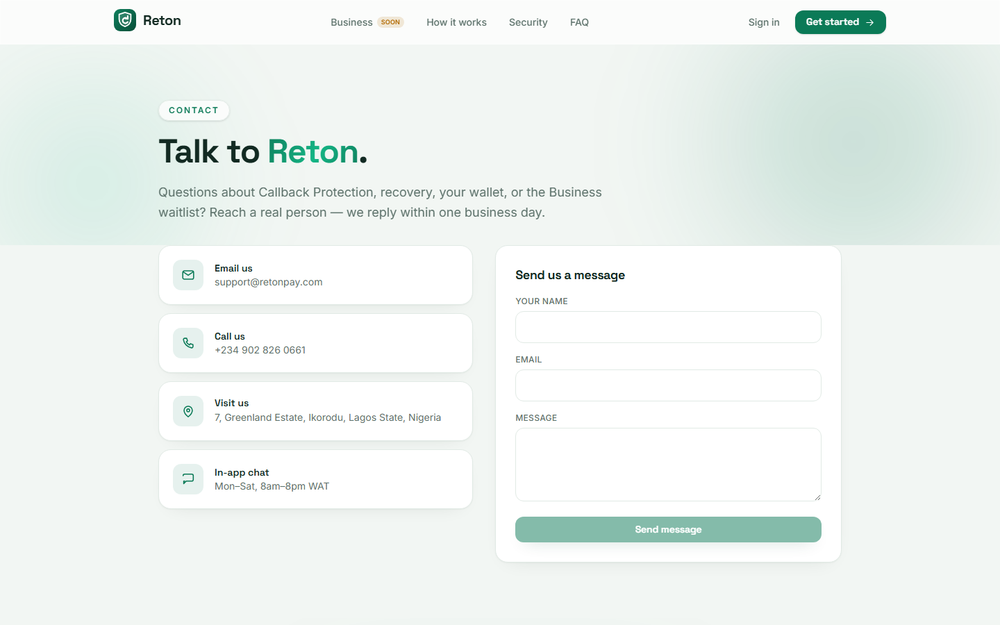 Reton
Business SOON
How it works
Security
FAQ
Sign in
Get started →
CONTACT
Talk to Reton.
Questions about Callback Protection, recovery, your wallet, or the Business
waitlist? Reach a real person — we reply within one business day.
Email us
support@retonpay.com
Call us
+234 902 826 0661
Visit us
7, Greenland Estate, Ikorodu, Lagos State, Nigeria
In-app chat
Mon–Sat, 8am–8pm WAT
Send us a message
YOUR NAME
EMAIL
MESSAGE
Send message